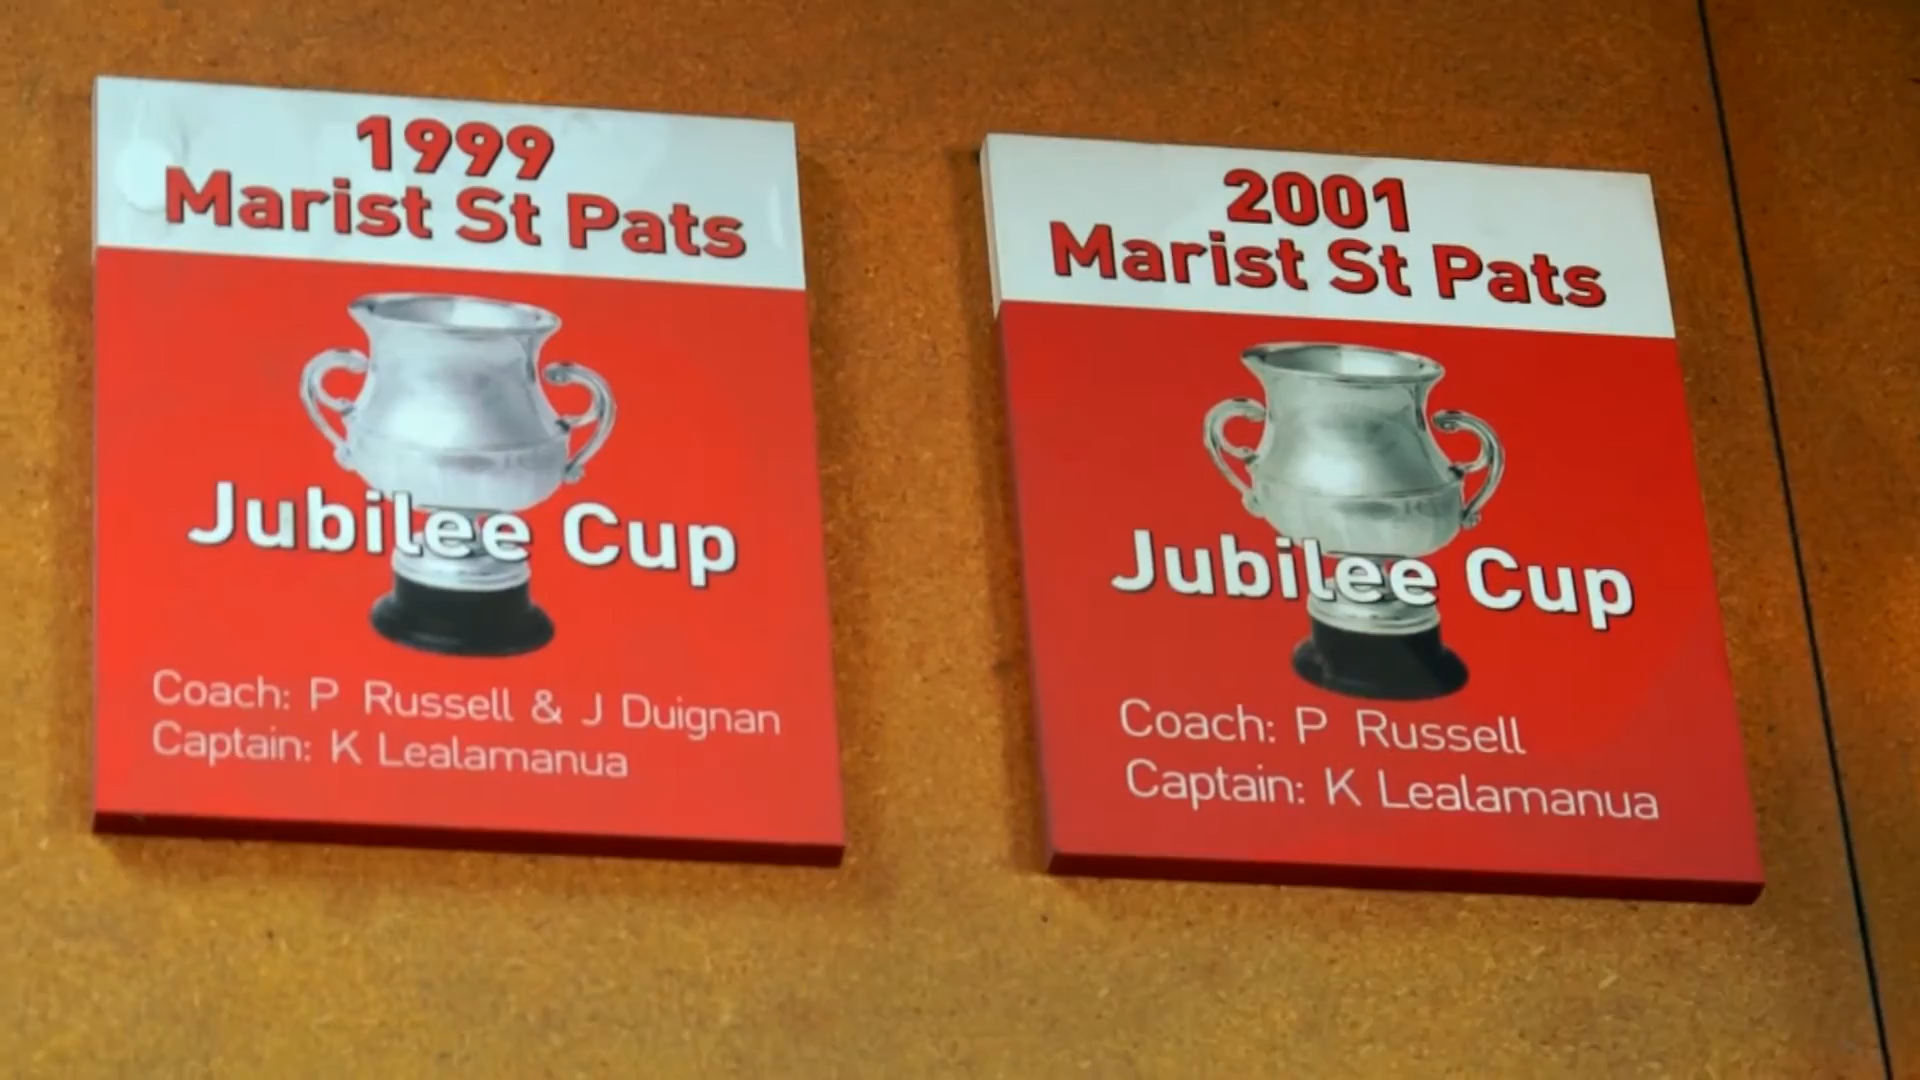 1999
Marist St Pats
Jubilee Cup
Coach: P Russell & J Duignan
Captain: K Lealamanua
2001
Marist St Pats
Jubilee Cup
Coach: P Russell
Captain: K Lealamanua